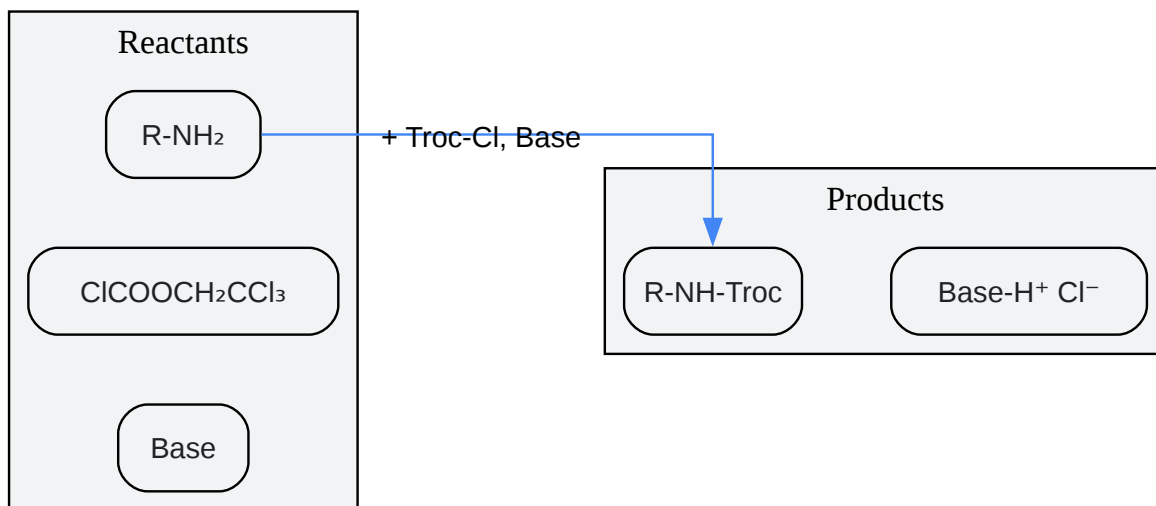 Reactants
R-NH₂
+ Troc-Cl, Base
Products
ClCOOCH₂CCl₃
R-NH-Troc
Base-H⁺ Cl⁻
Base